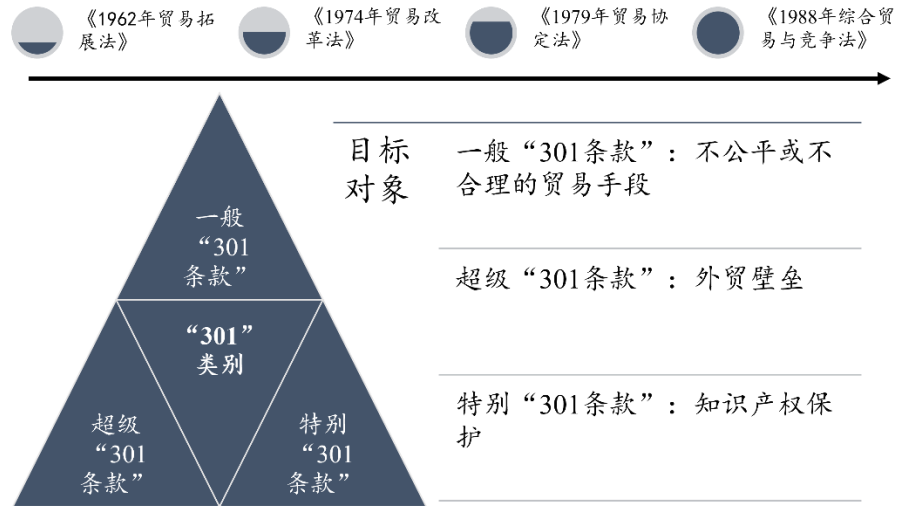 《1962年贸易拓
展法》
《1974年贸易改
革法》
《1979年贸易协
定法》
《1988年综合贸
易与竞争法》
一般
“301
条款”
“301”
类别
超级
“301
条款”
特别
“301
条款”
目标
对象
一般“301条款”：不公平或不
合理的贸易手段
超级“301条款”：外贸壁垒
特别“301条款”：知识产权保
护